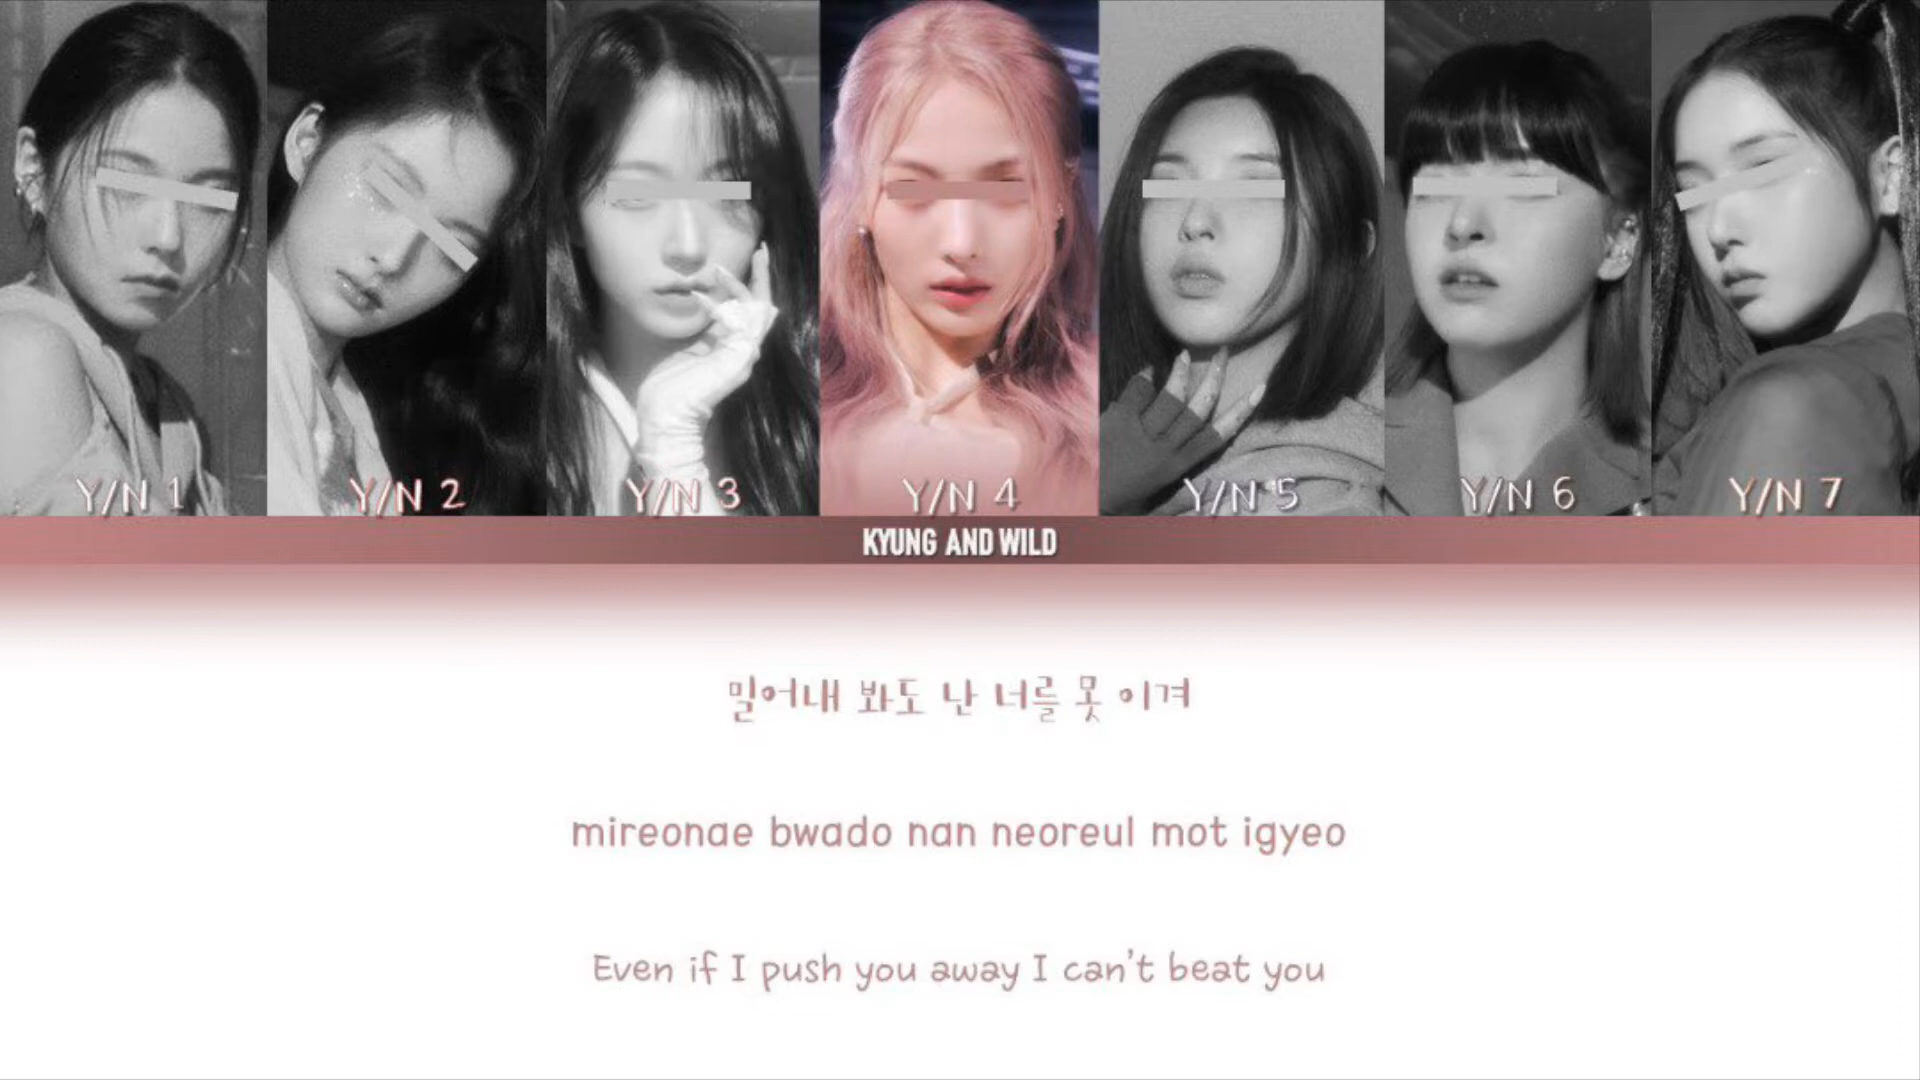 Y/N 1
Y/N 2
Y/N 3
Y/N 4
Y/N 5
Y/N 6
Y/N 7
KYUNG AND WILD
밀어내 봐도 난 너를 못 이겨
mireonae bwado nan neoreul mot igyeo
Even if I push you away I can't beat you